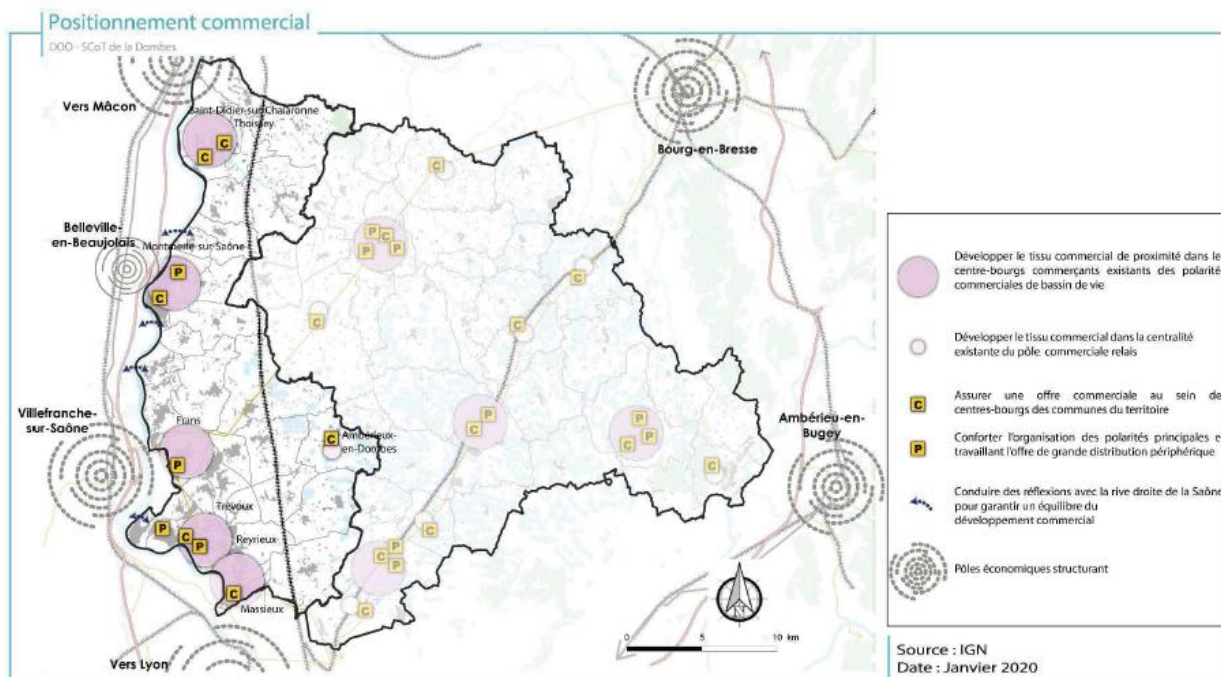 Positionnement commercial
DOO - SCoT de la Dombes
Vers Mâcon
Saint-Didier-sur-Chalaronne
Thoissey
C
C
Bourg-en-Bresse
C
Belleville-
en-Beaujolais
Montmerle-sur-Saône
P
C
P
C
P
P
C
C
C
Villefranche-
sur-Saône
Frans
P
C
Ambérieux-
en-Dombes
P
C
P
C
P
C
Ambérieu-en-
Bugey
Trévoux
P
C
P
Reyrieux
C
P
C
P
Massieux
C
C
Vers Lyon
0 5 10 km
Développer le tissu commercial de proximité dans le
centre-bourgs commerçants existants des polarité
commerciales de bassin de vie
Développer le tissu commercial dans la centralité
existante du pôle commerciale relais
C
Assurer une offre commerciale au sein de
centres-bourgs des communes du territoire
P
Conforter l'organisation des polarités principales e
travaillant l'offre de grande distribution périphérique
Conduire des réflexions avec la rive droite de la Saône
pour garantir un équilibre du
développement commercial
Pôles économiques structurant
Source : IGN
Date : Janvier 2020